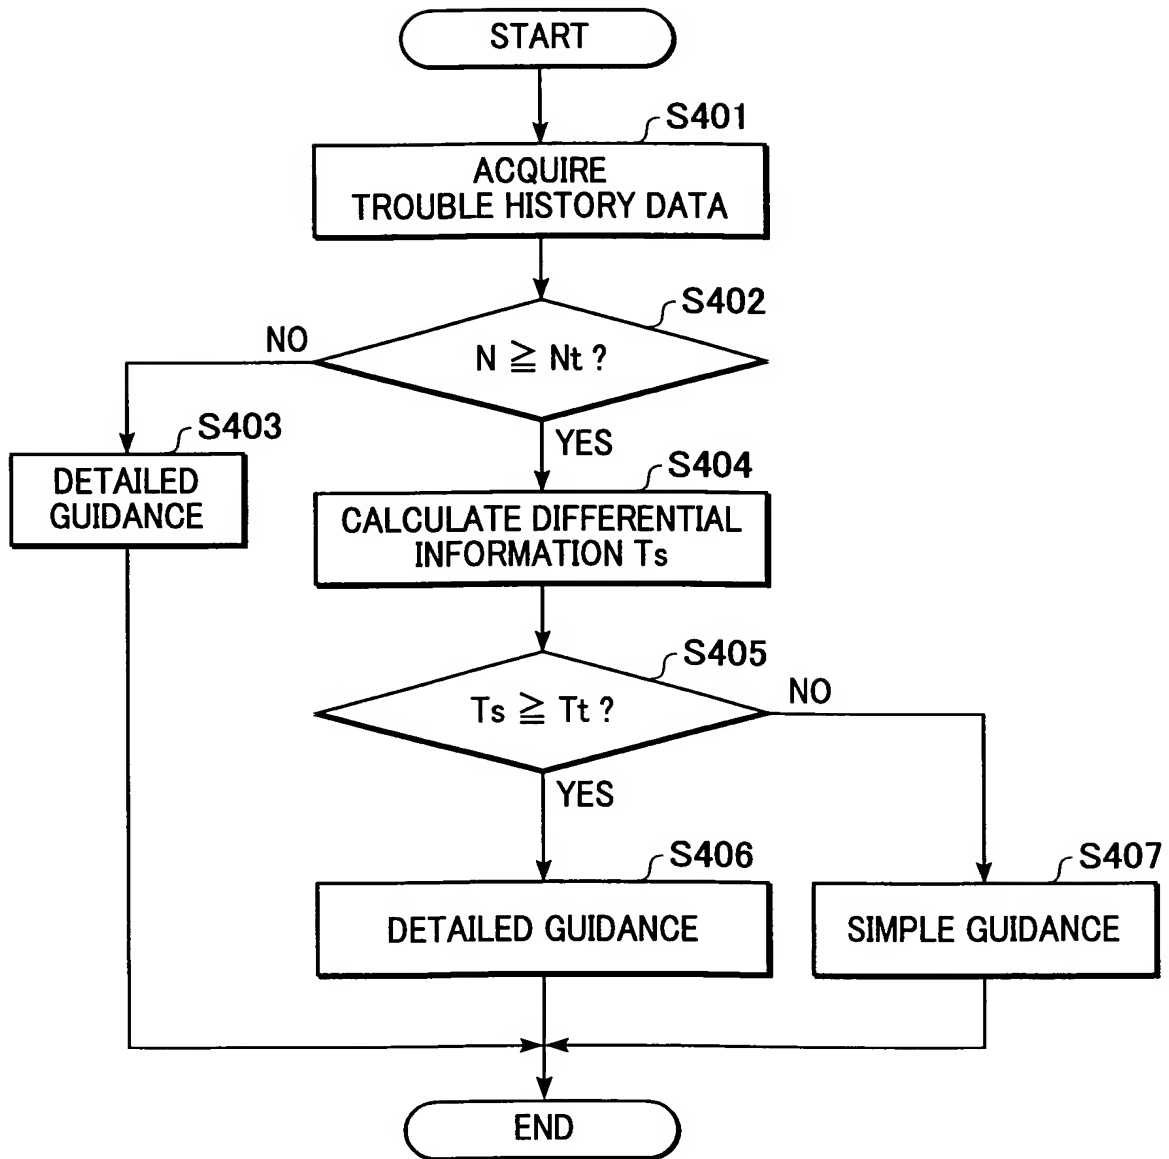 START
S401
ACQUIRE
TROUBLE HISTORY DATA
S402
NO
N ≧ Nt ?
YES
S403
DETAILED
GUIDANCE
S404
CALCULATE DIFFERENTIAL
INFORMATION Ts
S405
NO
Ts ≧ Tt ?
YES
S406
DETAILED GUIDANCE
S407
SIMPLE GUIDANCE
END